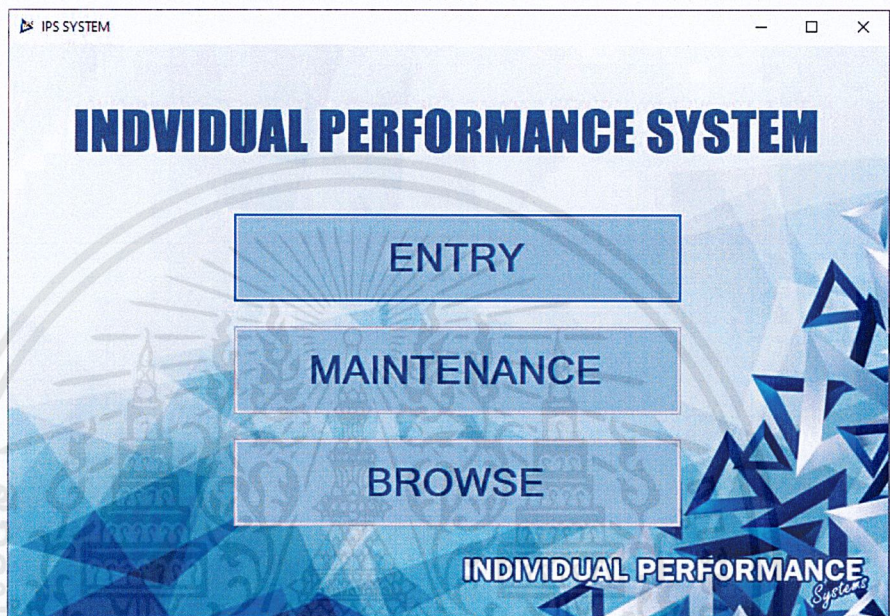 IPS SYSTEM
INDVIDUAL PERFORMANCE SYSTEM
ENTRY
MAINTENANCE
BROWSE
INDIVIDUAL PERFORMANCE
Systems